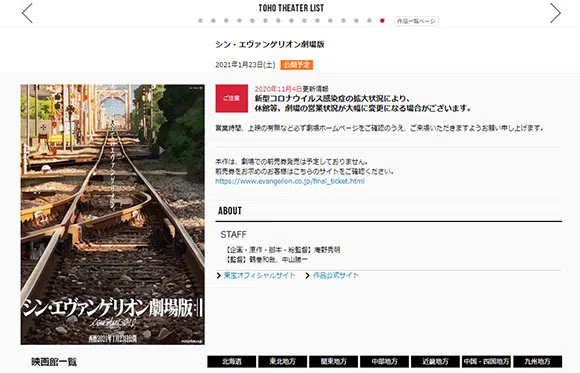 TOHO THEATER LIST
作品一覧ページ
シン・エヴァンゲリオン劇場版
2021年1月23日(土) 公開予定
ご注意
2020年11月4日更新情報
新型コロナウイルス感染症の拡大状況により、
休館等、劇場の営業状況が大幅に変更になる場合がございます。
営業時間、上映の有無など必ず劇場ホームページをご確認のうえ、ご来場いただきますようお願い申し上げます。
本作は、劇場での前売券発売は予定しておりません。
前売券をお求めのお客様はこちらのサイトをご確認ください。
https://www.evangelion.co.jp/final_ticket.html
ABOUT
STAFF
【企画・原作・脚本・総監督】庵野秀明
【監督】鶴巻和哉、中山勝一
東宝オフィシャルサイト 作品公式サイト
シン・エヴァンゲリオン劇場版:||
西暦2021年1月23日公開
映画館一覧
北海道 東北地方 関東地方 中部地方 近畿地方 中国・四国地方 九州地方